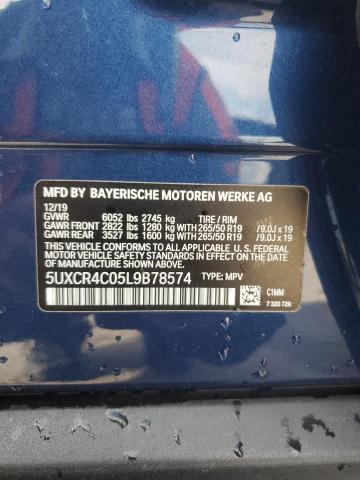 MFD BY BAYERISCHE MOTOREN WERKE AG
12/19
GVWR 6052 lbs 2745 kg TIRE / RIM
GAWR FRONT 2822 lbs 1280 kg WITH 265/50 R19 /9.0J x 19
GAWR REAR 3527 lbs 1600 kg WITH 265/50 R19 /9.0J x 19
THIS VEHICLE CONFORMS TO ALL APPLICABLE U.S. FEDERAL
MOTOR VEHICLE SAFETY STANDARDS IN EFFECT
ON THE DATE OF MANUFACTURE SHOWN ABOVE.
5UXCR4C05L9B78574 TYPE: MPV
C1MM
7 320 729